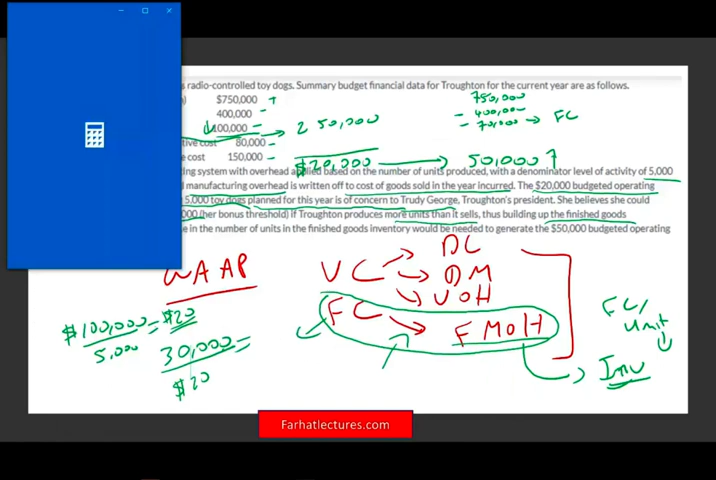 s radio-controlled toy dogs. Summary budget financial data for Troughton for the current year are as follows.
$750,000 +
400,000 -
100,000 -
tive cost 80,000 -
e cost 150,000 -
250,000
$20,000
50,000 ?
750,000
- 400,000
- 70,000 → FC
ing system with overhead applied based on the number of units produced, with a denominator level of activity of 5,000
d manufacturing overhead is written off to cost of goods sold in the year incurred. The $20,000 budgeted operating
5,000 toy dogs planned for this year is of concern to Trudy George, Troughton's president. She believes she could
000 (her bonus threshold) if Troughton produces more units than it sells, thus building up the finished goods
e in the number of units in the finished goods inventory would be needed to generate the $50,000 budgeted operating
AAP
VC
DL
DM
VOH
FC
FMOH
FC/
Unit
Inv
$100,000 = $20
5,000
30,000 =
$20
Farhatlectures.com